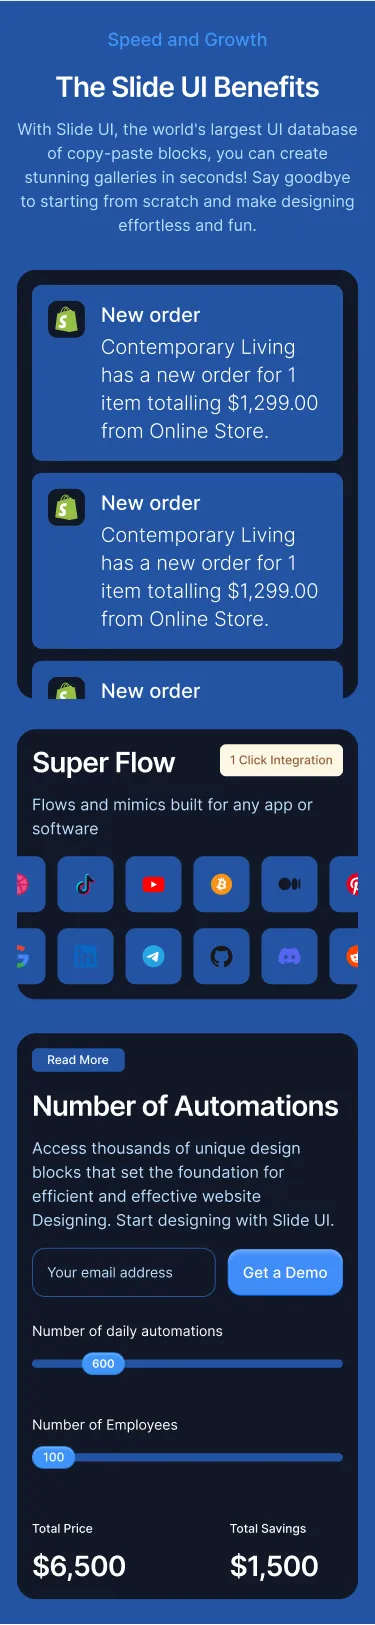 Speed and Growth
The Slide UI Benefits
With Slide UI, the world's largest UI database
of copy-paste blocks, you can create
stunning galleries in seconds! Say goodbye
to starting from scratch and make designing
effortless and fun.
New order
Contemporary Living
has a new order for 1
item totalling $1,299.00
from Online Store.
New order
Contemporary Living
has a new order for 1
item totalling $1,299.00
from Online Store.
New order
Super Flow
1 Click Integration
Flows and mimics built for any app or
software
Read More
Number of Automations
Access thousands of unique design
blocks that set the foundation for
efficient and effective website
Designing. Start designing with Slide UI.
Your email address
Get a Demo
Number of daily automations
600
Number of Employees
100
Total Price
Total Savings
$6,500
$1,500